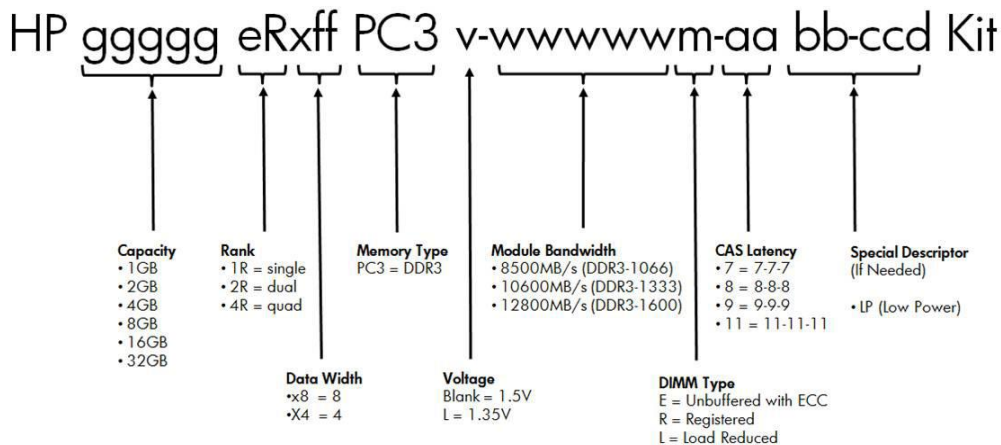 HP ggggg eRxff PC3 v-wwwwwm-aa bb-ccd Kit
Capacity
• 1GB
• 2GB
• 4GB
• 8GB
• 16GB
• 32GB
Rank
• 1R = single
• 2R = dual
• 4R = quad
Memory Type
PC3 = DDR3
Module Bandwidth
• 8500MB/s (DDR3-1066)
• 10600MB/s (DDR3-1333)
• 12800MB/s (DDR3-1600)
CAS Latency
• 7 = 7-7-7
• 8 = 8-8-8
• 9 = 9-9-9
• 11 = 11-11-11
Special Descriptor
(If Needed)
• LP (Low Power)
Data Width
•x8 = 8
•X4 = 4
Voltage
Blank = 1.5V
L = 1.35V
DIMM Type
E = Unbuffered with ECC
R = Registered
L = Load Reduced